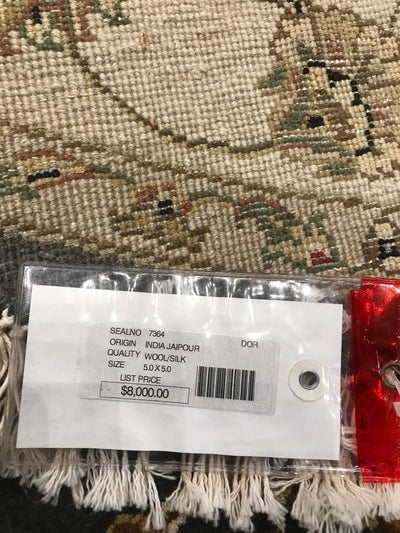 SEALNO 7364
ORIGIN INDIA JAIPOUR DOR
QUALITY WOOL/SILK
SIZE 5.0 X 5.0
LIST PRICE
$8,000.00